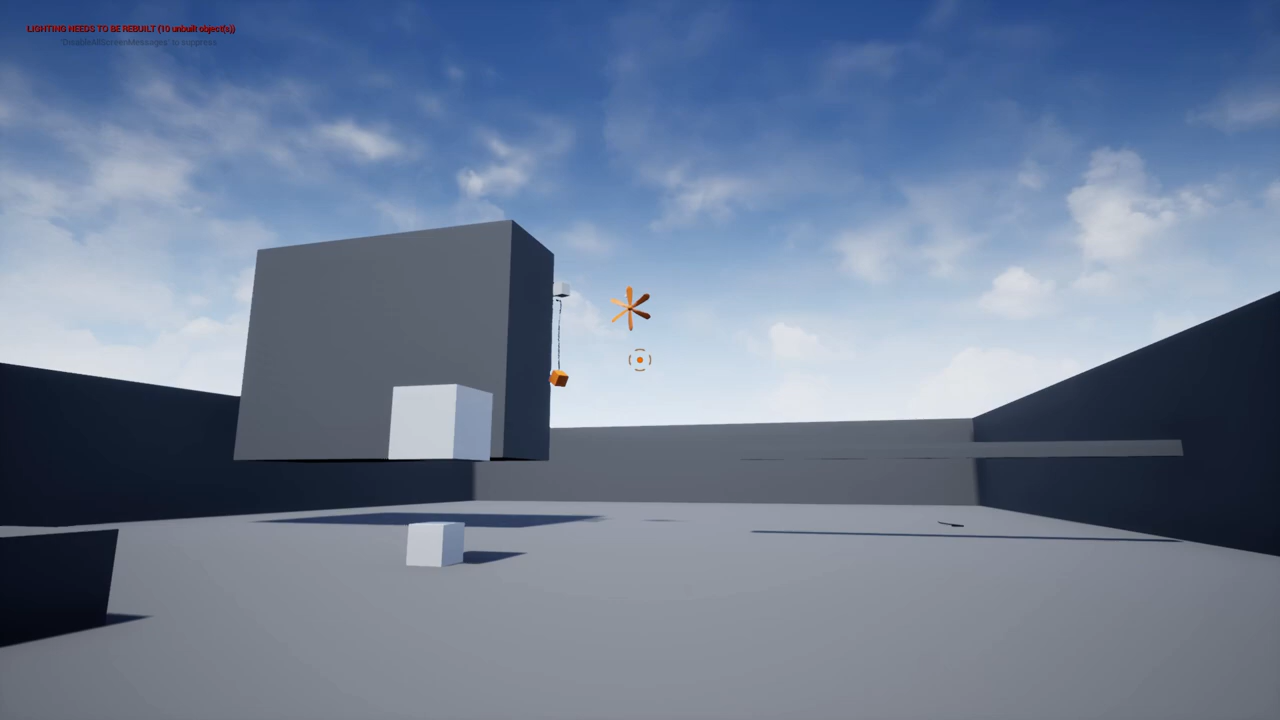 LIGHTING NEEDS TO BE REBUILT (10 unbuilt object(s))
'DisableAllScreenMessages' to suppress